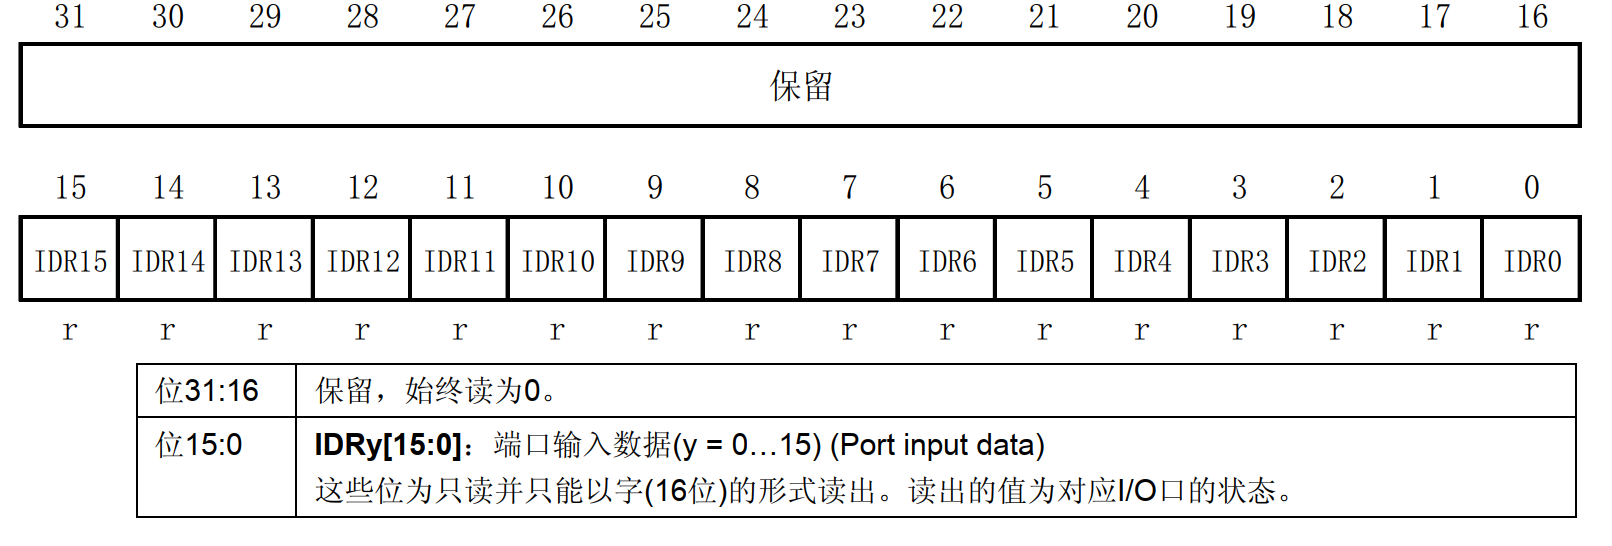 31 30 29 28 27 26 25 24 23 22 21 20 19 18 17 16
保留
15 14 13 12 11 10 9 8 7 6 5 4 3 2 1 0
IDR15 IDR14 IDR13 IDR12 IDR11 IDR10 IDR9 IDR8 IDR7 IDR6 IDR5 IDR4 IDR3 IDR2 IDR1 IDR0
r r r r r r r r r r r r r r r r
位31:16 保留，始终读为0。
位15:0 IDRy[15:0]：端口输入数据(y = 0…15) (Port input data)
这些位为只读并只能以字(16位)的形式读出。读出的值为对应I/O口的状态。